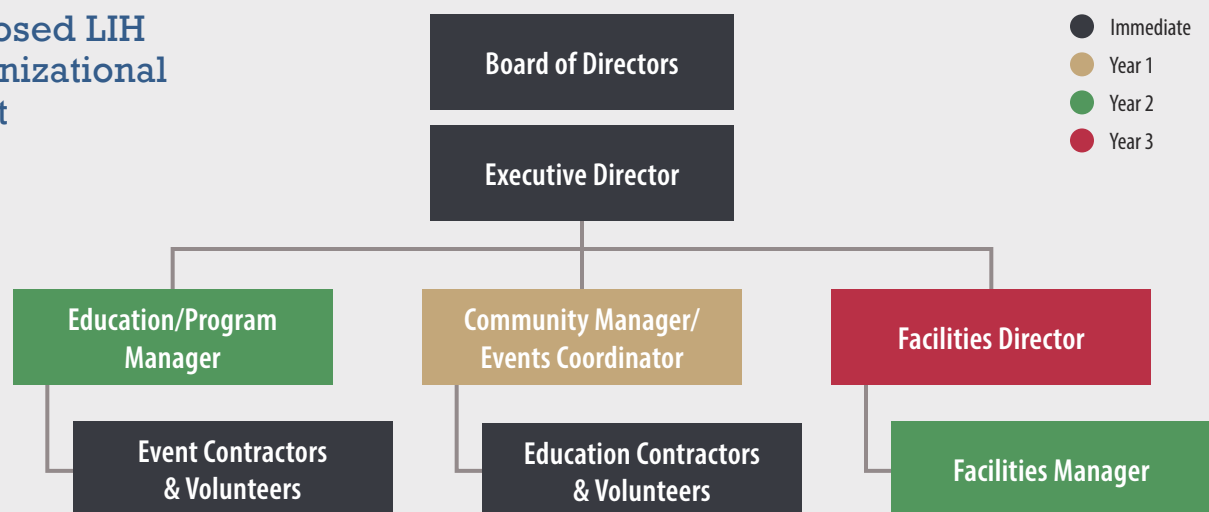 osed LIH
nizational
t
Immediate
Year 1
Year 2
Year 3
Board of Directors
Executive Director
Education/Program
Manager
Community Manager/
Events Coordinator
Facilities Director
Event Contractors
& Volunteers
Education Contractors
& Volunteers
Facilities Manager